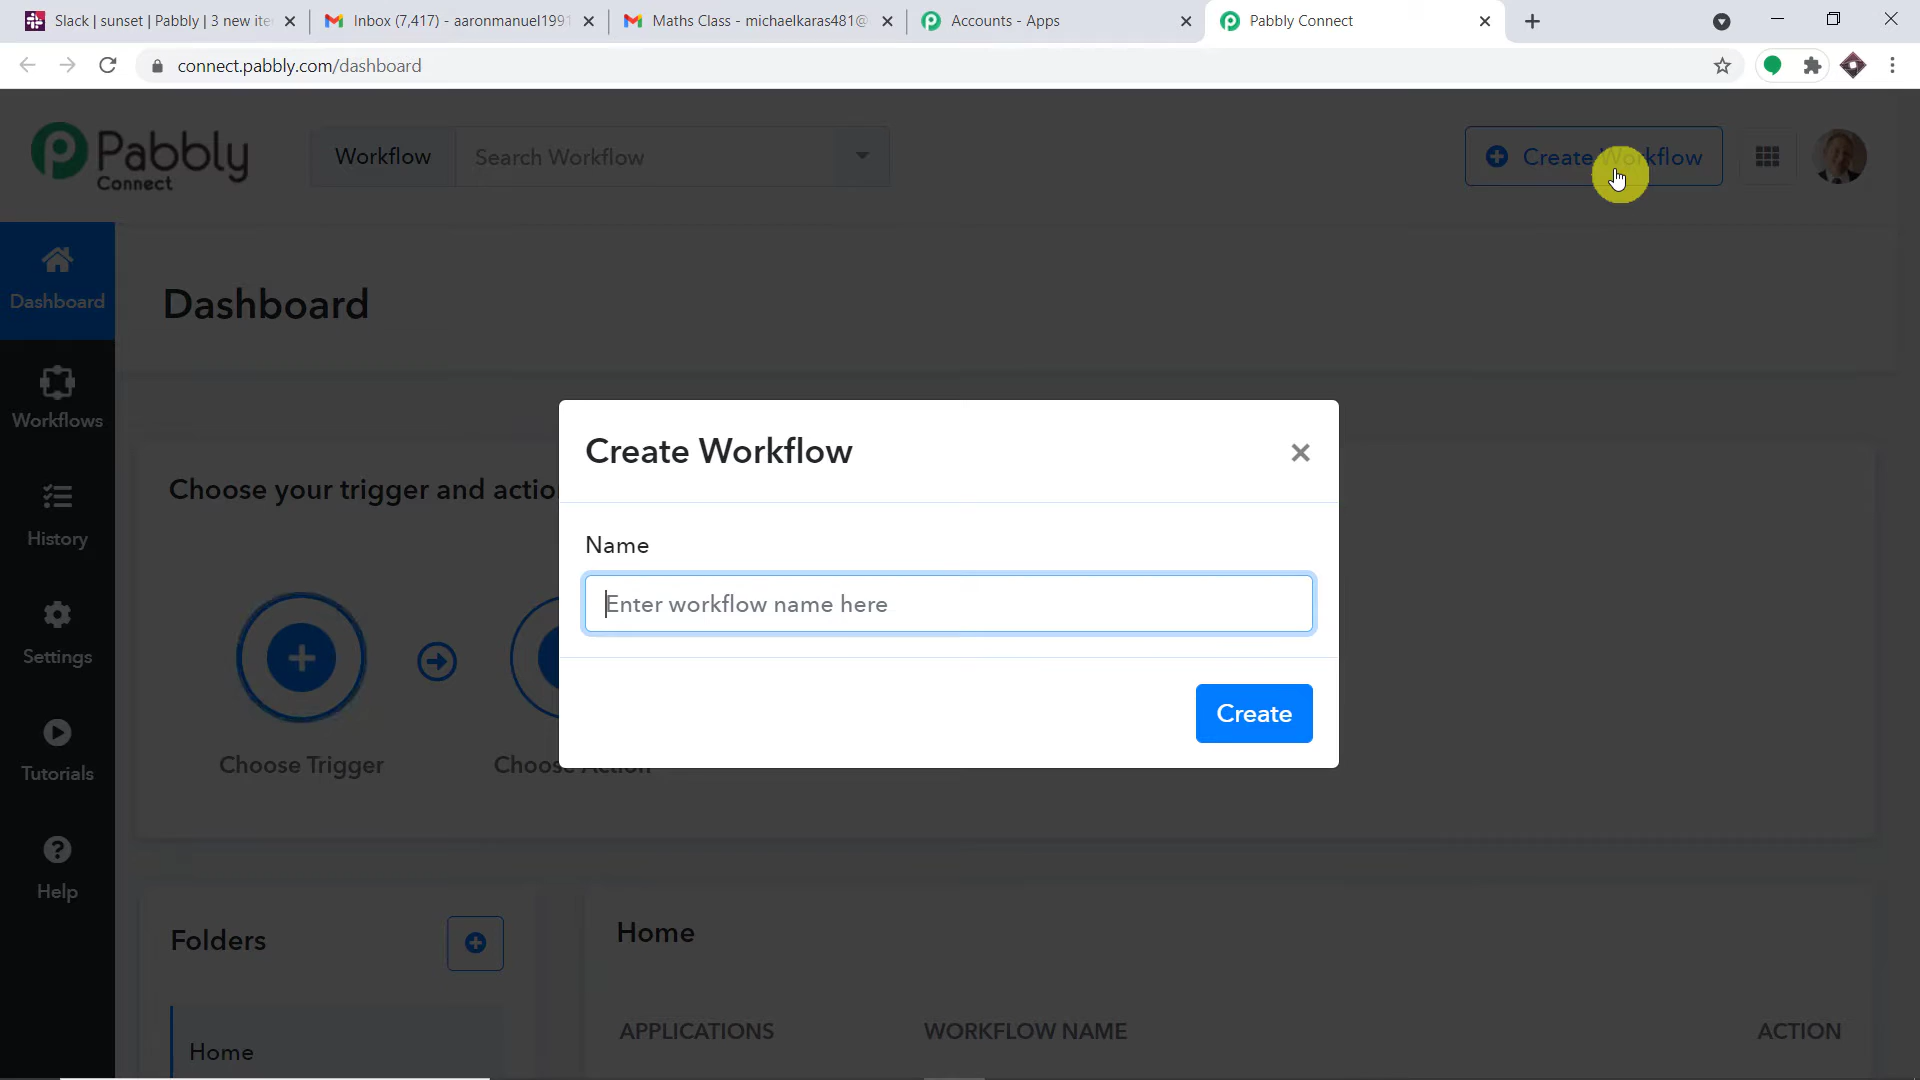 Slack | sunset | Pabbly | 3 new ite
Inbox (7,417) - aaronmanuel1991
Maths Class - michaelkaras481@
Accounts - Apps
Pabbly Connect
connect.pabbly.com/dashboard
Pabbly
Connect
Workflow
Search Workflow
Create Workflow
Dashboard
Workflows
History
Settings
Tutorials
Help
Dashboard
Choose your trigger and actio
Choose Trigger
Choose Action
Create Workflow
Name
Enter workflow name here
Create
Folders
Home
Home
APPLICATIONS
WORKFLOW NAME
ACTION